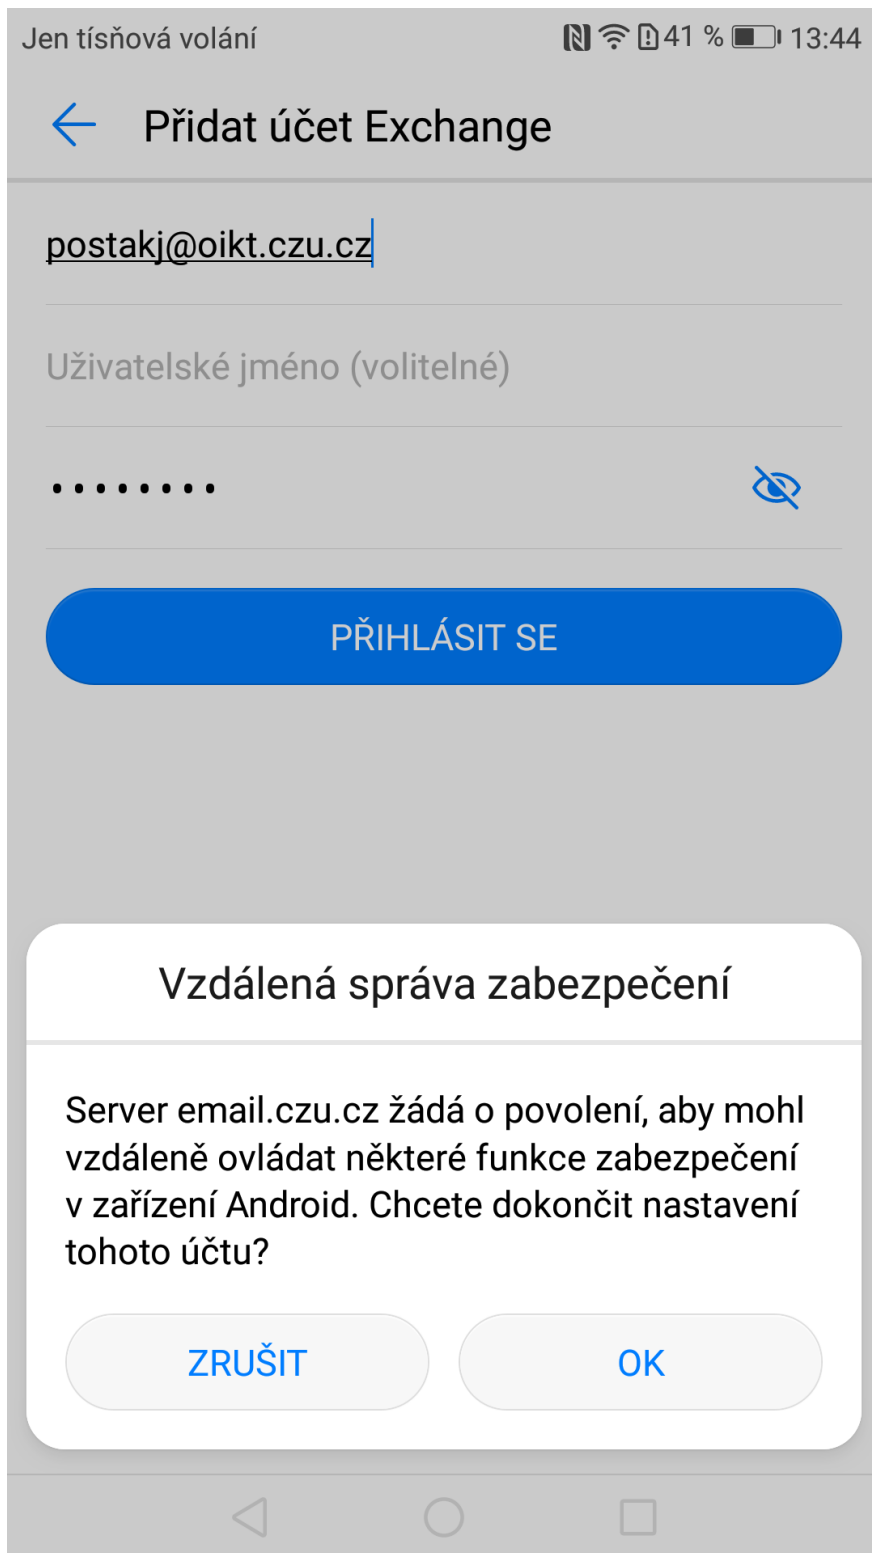 Jen tísňová volání 41 % 13:44
Přidat účet Exchange
postakj@oikt.czu.cz
Uživatelské jméno (volitelné)
••••••••
PŘIHLÁSIT SE
Vzdálená správa zabezpečení
Server email.czu.cz žádá o povolení, aby mohl
vzdáleně ovládat některé funkce zabezpečení
v zařízení Android. Chcete dokončit nastavení
tohoto účtu?
ZRUŠIT OK